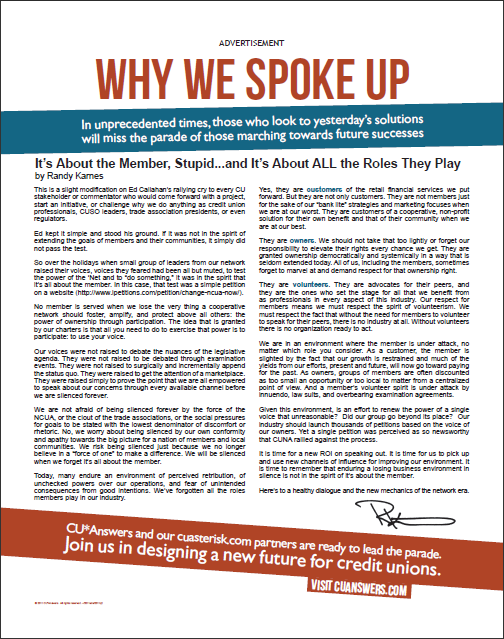 ADVERTISEMENT
WHY WE SPOKE UP
In unprecedented times, those who look to yesterday's solutions
will miss the parade of those marching towards future successes
It's About the Member, Stupid...and It's About ALL the Roles They Play
by Randy Karnes
This is a slight modification on Ed Callahan's rallying cry to every CU
stakeholder or commentator who would come forward with a project,
start an initiative, or challenge why we do anything as credit union
professionals, CUSO leaders, trade association presidents, or even
regulators.
Ed kept it simple and stood his ground. If it was not in the spirit of
extending the goals of members and their communities, it simply did
not pass the test.
So over the holidays when small group of leaders from our network
raised their voices, voices they feared had been all but muted, to test
the power of the 'Net and to "do something," it was in the spirit that
it's all about the member. In this case, that test was a simple petition
on a website (http://www.ipetitions.com/petition/change-ncua-now/).
No member is served when we lose the very thing a cooperative
network should foster, amplify, and protect above all others: the
power of ownership through participation. The idea that is granted
by our charters is that all you need to do to exercise that power is to
participate: to use your voice.
Our voices were not raised to debate the nuances of the legislative
agenda. They were not raised to be debated through examination
events. They were not raised to surgically and incrementally append
the status quo. They were raised to get the attention of a marketplace.
They were raised simply to prove the point that we are all empowered
to speak about our concerns through every available channel before
we are silenced forever.
We are not afraid of being silenced forever by the force of the
NCUA, or the clout of the trade associations, or the social pressures
for goals to be stated with the lowest denominator of discomfort or
rhetoric. No, we worry about being silenced by our own conformity
and apathy towards the big picture for a nation of members and local
communities. We risk being silenced just because we no longer
believe in a "force of one" to make a difference. We will be silenced
when we forget it's all about the member.
Today, many endure an environment of perceived retribution, of
unchecked powers over our operations, and fear of unintended
consequences from good intentions. We've forgotten all the roles
members play in our industry.
Yes, they are customers of the retail financial services we put
forward. But they are not only customers. They are not members just
for the sake of our "bank lite" strategies and marketing focuses when
we are at our worst. They are customers of a cooperative, non-profit
solution for their own benefit and that of their community when we
are at our best.
They are owners. We should not take that too lightly or forget our
responsibility to elevate their rights every chance we get. They are
granted ownership democratically and systemically in a way that is
seldom extended today. All of us, including the members, sometimes
forget to marvel at and demand respect for that ownership right.
They are volunteers. They are advocates for their peers, and
they are the ones who set the stage for all that we benefit from
as professionals in every aspect of this industry. Our respect for
members means we must respect the spirit of volunteerism. We
must respect the fact that without the need for members to volunteer
to speak for their peers, there is no industry at all. Without volunteers
there is no organization ready to act.
We are in an environment where the member is under attack, no
matter which role you consider. As a customer, the member is
slighted by the fact that our growth is restrained and much of the
yields from our efforts, present and future, will now go toward paying
for the past. As owners, groups of members are often discounted
as too small an opportunity or too local to matter from a centralized
point of view. And a member's volunteer spirit is under attack by
innuendo, law suits, and overbearing examination agreements.
Given this environment, is an effort to renew the power of a single
voice that unreasonable? Did our group go beyond its place? Our
industry should launch thousands of petitions based on the voice of
our owners. Yet a single petition was perceived as so newsworthy
that CUNA rallied against the process.
It is time for a new ROI on speaking out. It is time for us to pick up
and use new channels of influence for improving our environment. It
is time to remember that enduring a losing business environment in
silence is not in the spirit of it's about the member.
Here's to a healthy dialogue and the new mechanics of the network era.
CU*Answers and our cuasterisk.com partners are ready to lead the parade.
Join us in designing a new future for credit unions.
VISIT CUANSWERS.COM